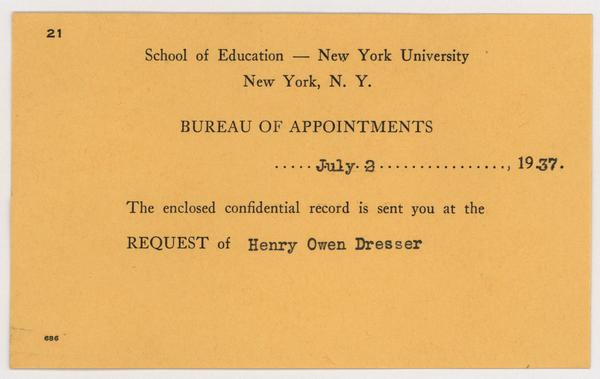 21
School of Education — New York University
New York, N. Y.
BUREAU OF APPOINTMENTS
.....July 2................, 1937.
The enclosed confidential record is sent you at the
REQUEST of Henry Owen Dresser
686